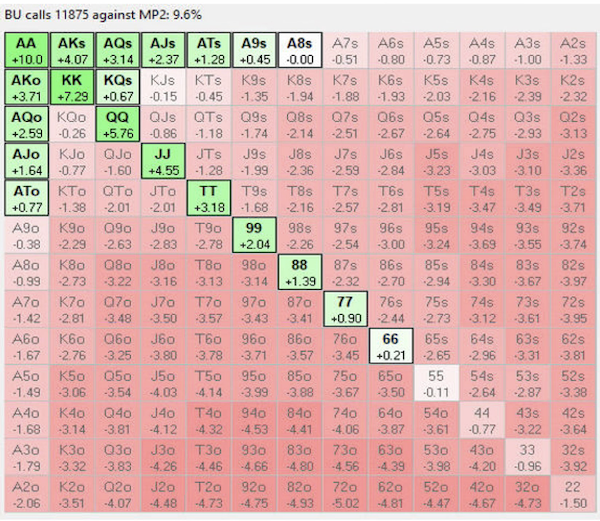 BU calls 11875 against MP2: 9.6%
AA AKs AQs AJs ATs A9s A8s A7s A6s A5s A4s A3s A2s
+10.0 +4.07 +3.14 +2.37 +1.28 +0.45 -0.00 -0.51 -0.80 -0.73 -0.87 -1.00 -1.33
AKo KK KQs KJs KTs K9s K8s K7s K6s K5s K4s K3s K2s
+3.71 +7.29 +0.67 -0.15 -0.45 -1.35 -1.94 -1.88 -1.93 -2.03 -2.16 -2.39 -2.32
AQo KQo QQ QJs QTs Q9s Q8s Q7s Q6s Q5s Q4s Q3s Q2s
+2.59 -0.26 +5.76 -0.86 -1.18 -1.74 -2.14 -2.51 -2.67 -2.64 -2.75 -2.93 -3.13
AJo KJo QJo JJ JTs J9s J8s J7s J6s J5s J4s J3s J2s
+1.64 -0.77 -1.60 +4.55 -1.28 -1.99 -2.36 -2.59 -2.84 -3.23 -3.03 -3.10 -3.36
ATo KTo QTo JTo TT T9s T8s T7s T6s T5s T4s T3s T2s
+0.77 -1.38 -2.01 -2.01 +3.18 -1.68 -2.16 -2.57 -2.81 -3.19 -3.47 -3.49 -3.71
A9o K9o Q9o J9o T9o 99 98s 97s 96s 95s 94s 93s 92s
-0.38 -2.29 -2.63 -2.83 -2.78 +2.04 -2.26 -2.54 -3.00 -3.24 -3.69 -3.55 -3.74
A8o K8o Q8o J8o T8o 98o 88 87s 86s 85s 84s 83s 82s
-0.99 -2.73 -3.22 -3.16 -3.13 -3.14 +1.39 -2.32 -2.70 -2.94 -3.30 -3.67 -3.97
A7o K7o Q7o J7o T7o 97o 87o 77 76s 75s 74s 73s 72s
-1.42 -2.81 -3.48 -3.50 -3.57 -3.43 -3.41 +0.90 -2.44 -2.73 -3.12 -3.61 -3.95
A6o K6o Q6o J6o T6o 96o 86o 76o 66 65s 64s 63s 62s
-1.67 -2.76 -3.25 -3.80 -3.78 -3.71 -3.57 -3.45 +0.21 -2.65 -2.96 -3.31 -3.81
A5o K5o Q5o J5o T5o 95o 85o 75o 65o 55 54s 53s 52s
-1.49 -3.06 -3.54 -4.03 -4.14 -3.99 -3.88 -3.67 -3.50 -0.11 -2.64 -2.87 -3.38
A4o K4o Q4o J4o T4o 94o 84o 74o 64o 54o 44 43s 42s
-1.68 -3.14 -3.81 -4.12 -4.32 -4.53 -4.41 -4.06 -3.87 -3.61 -0.77 -3.22 -3.64
A3o K3o Q3o J3o T3o 93o 83o 73o 63o 53o 43o 33 32s
-1.79 -3.32 -3.83 -4.26 -4.46 -4.66 -4.80 -4.56 -4.39 -3.98 -4.20 -0.96 -3.92
A2o K2o Q2o J2o T2o 92o 82o 72o 62o 52o 42o 32o 22
-2.06 -3.51 -4.07 -4.48 -4.73 -4.75 -4.93 -5.02 -4.81 -4.47 -4.67 -4.73 -1.50